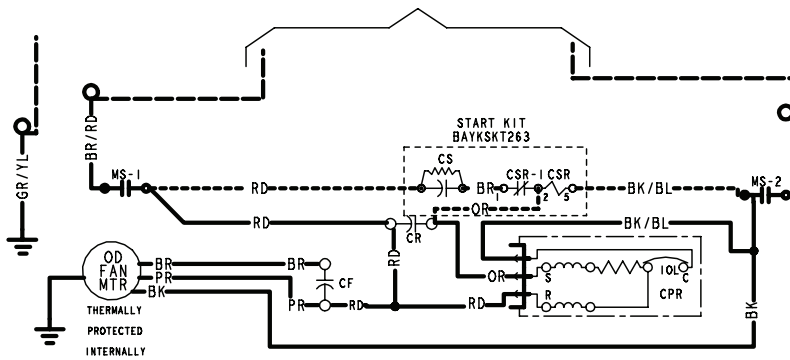 START KIT
BAYKSKT263
CS
CSR-1 CSR
MS-1
MS-2
BR/RD
GR/YL
RD
BR
1
2
5
BK/BL
OR
RD
CR
BK/BL
OD
FAN
MTR
BR
BR
PR
BK
CF
PR
RD
RD
RD
OR
S
R
IOL
C
CPR
BK
THERMALLY
PROTECTED
INTERNALLY